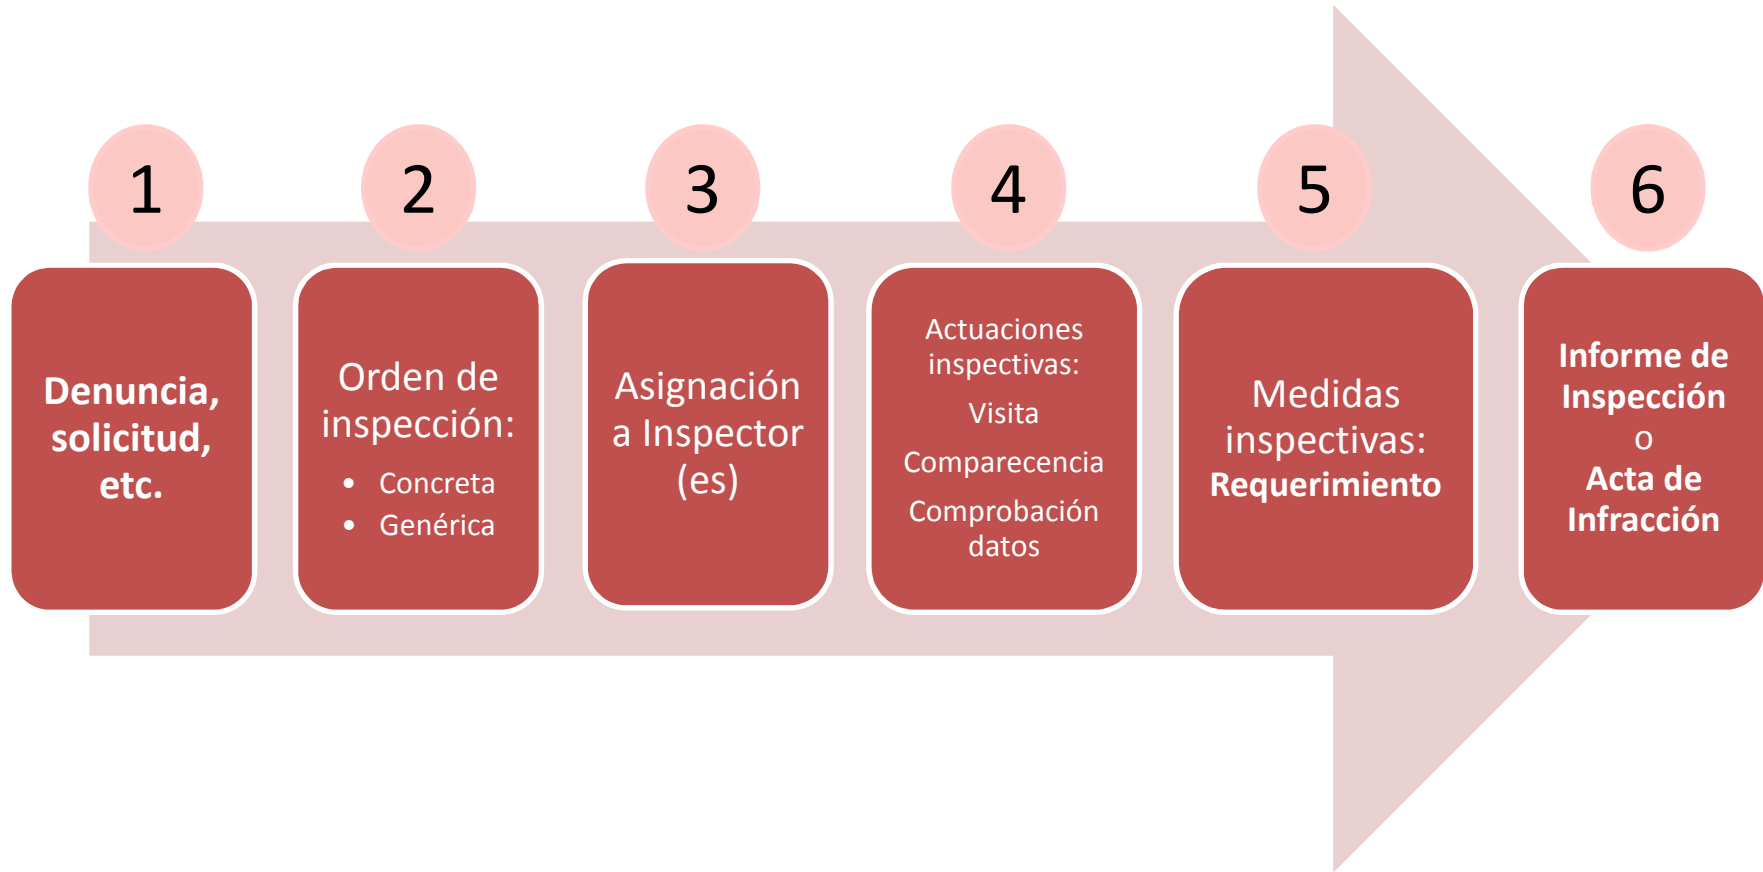 1
Denuncia,
solicitud,
etc.
2
Orden de
inspección:
• Concreta
• Genérica
3
Asignación
a Inspector
(es)
4
Actuaciones
inspectivas:
Visita
Comparecencia
Comprobación
datos
5
Medidas
inspectivas:
Requerimiento
6
Informe de
Inspección
o
Acta de
Infracción